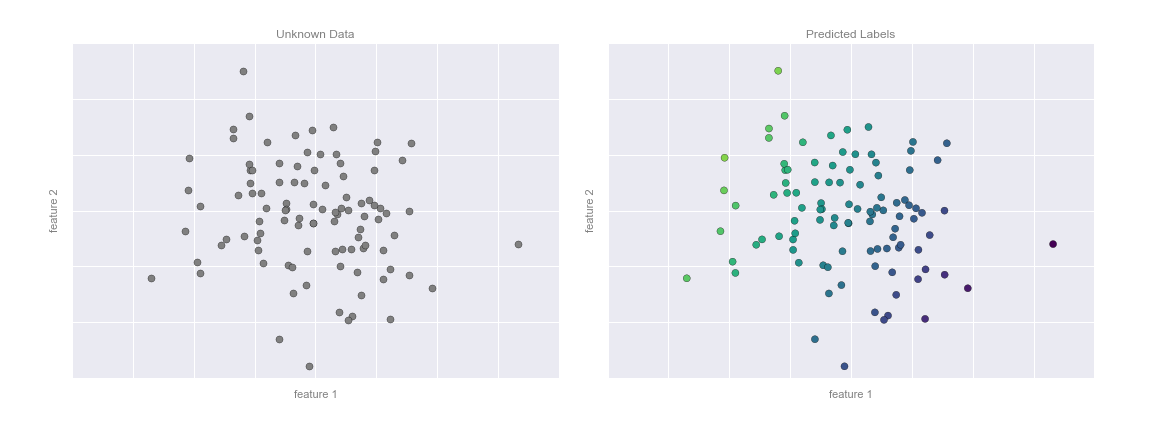 Unknown Data
Predicted Labels
feature 2
feature 2
feature 1
feature 1